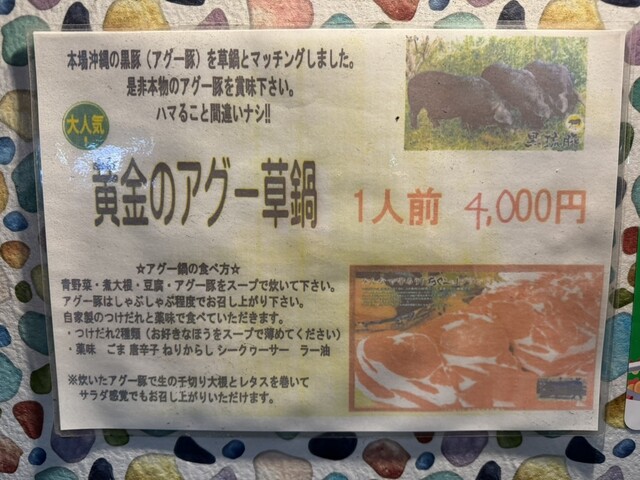 本場沖縄の黒豚（アグー豚）を草鍋とマッチングしました。
是非本物のアグー豚を賞味下さい。
ハマること間違いナシ!!
大人気
黄金のアグー草鍋
1人前 4,000円
☆アグー鍋の食べ方☆
青野菜・煮大根・豆腐・アグー豚をスープで炊いて下さい。
アグー豚はしゃぶしゃぶ程度でお召し上がり下さい。
自家製のつけだれと薬味で食べていただきます。
・つけだれ2種類（お好きなほうをスープで薄めてください）
・薬味 ごま 唐辛子 ねりからし シークゥーサー ラー油
※炊いたアグー豚で生の千切り大根とレタスを巻いて
サラダ感覚でもお召し上がりいただけます。